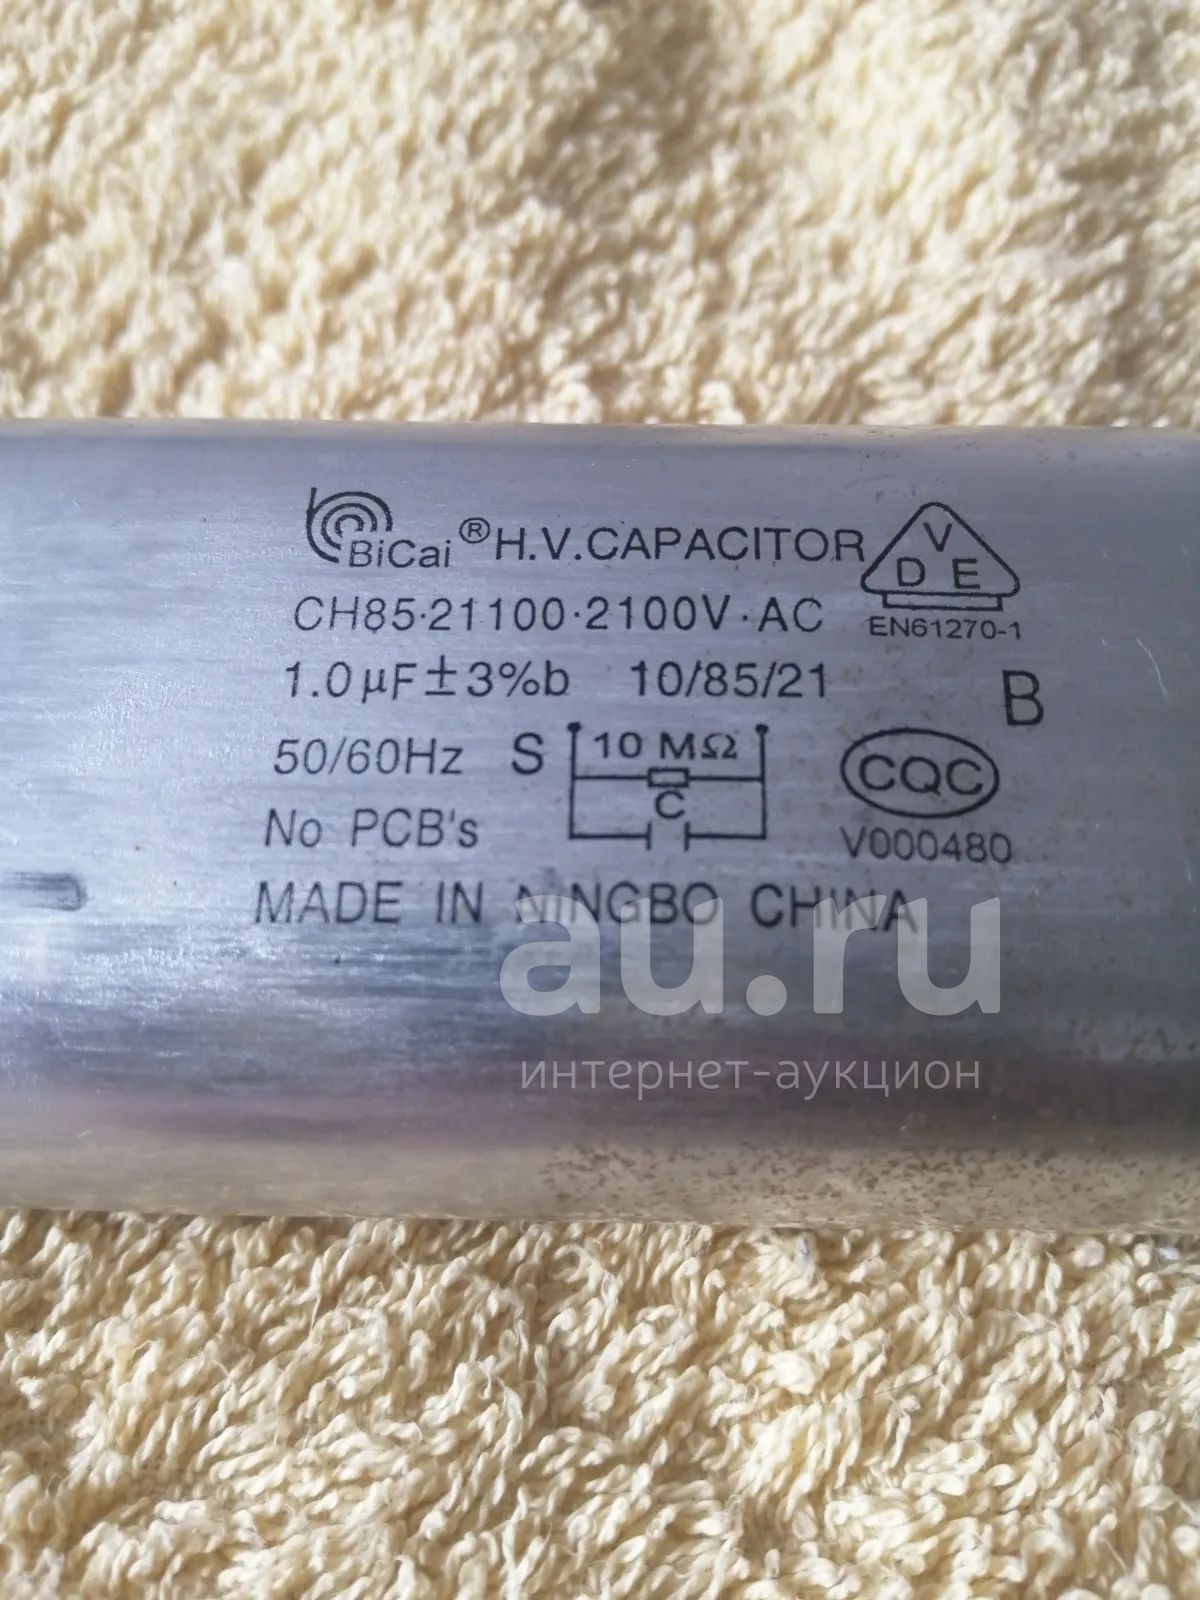 BiCai ® H.V.CAPACITOR
V
D E
EN61270-1
CH85·21100·2100V·AC
1.0μF±3%b 10/85/21
B
50/60Hz S 10 MΩ
C
CQC
V000480
No PCB's
MADE IN NINGBO CHINA
au.ru
интернет-аукцион